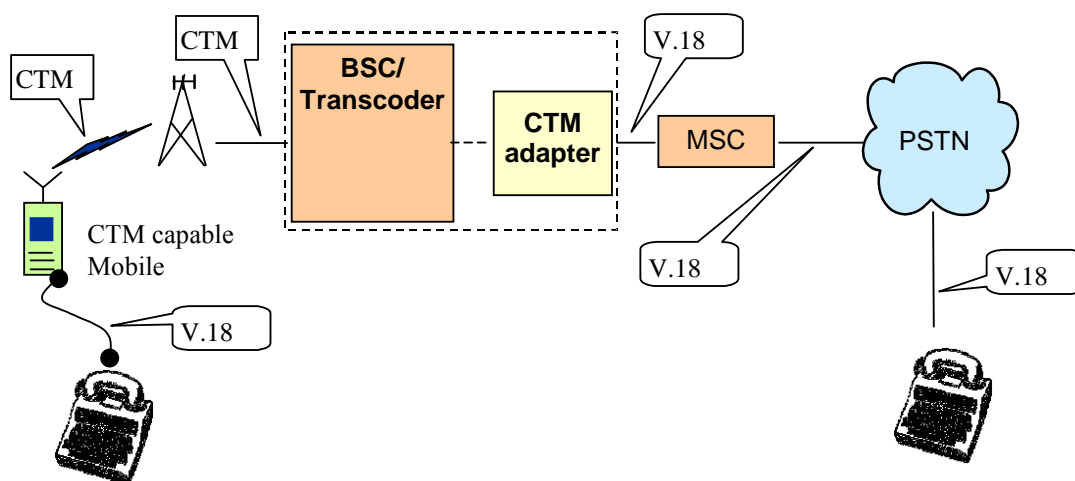 CTM
CTM
BSC/
Transcoder
CTM
adapter
V.18
MSC
PSTN
CTM capable
Mobile
V.18
V.18
V.18